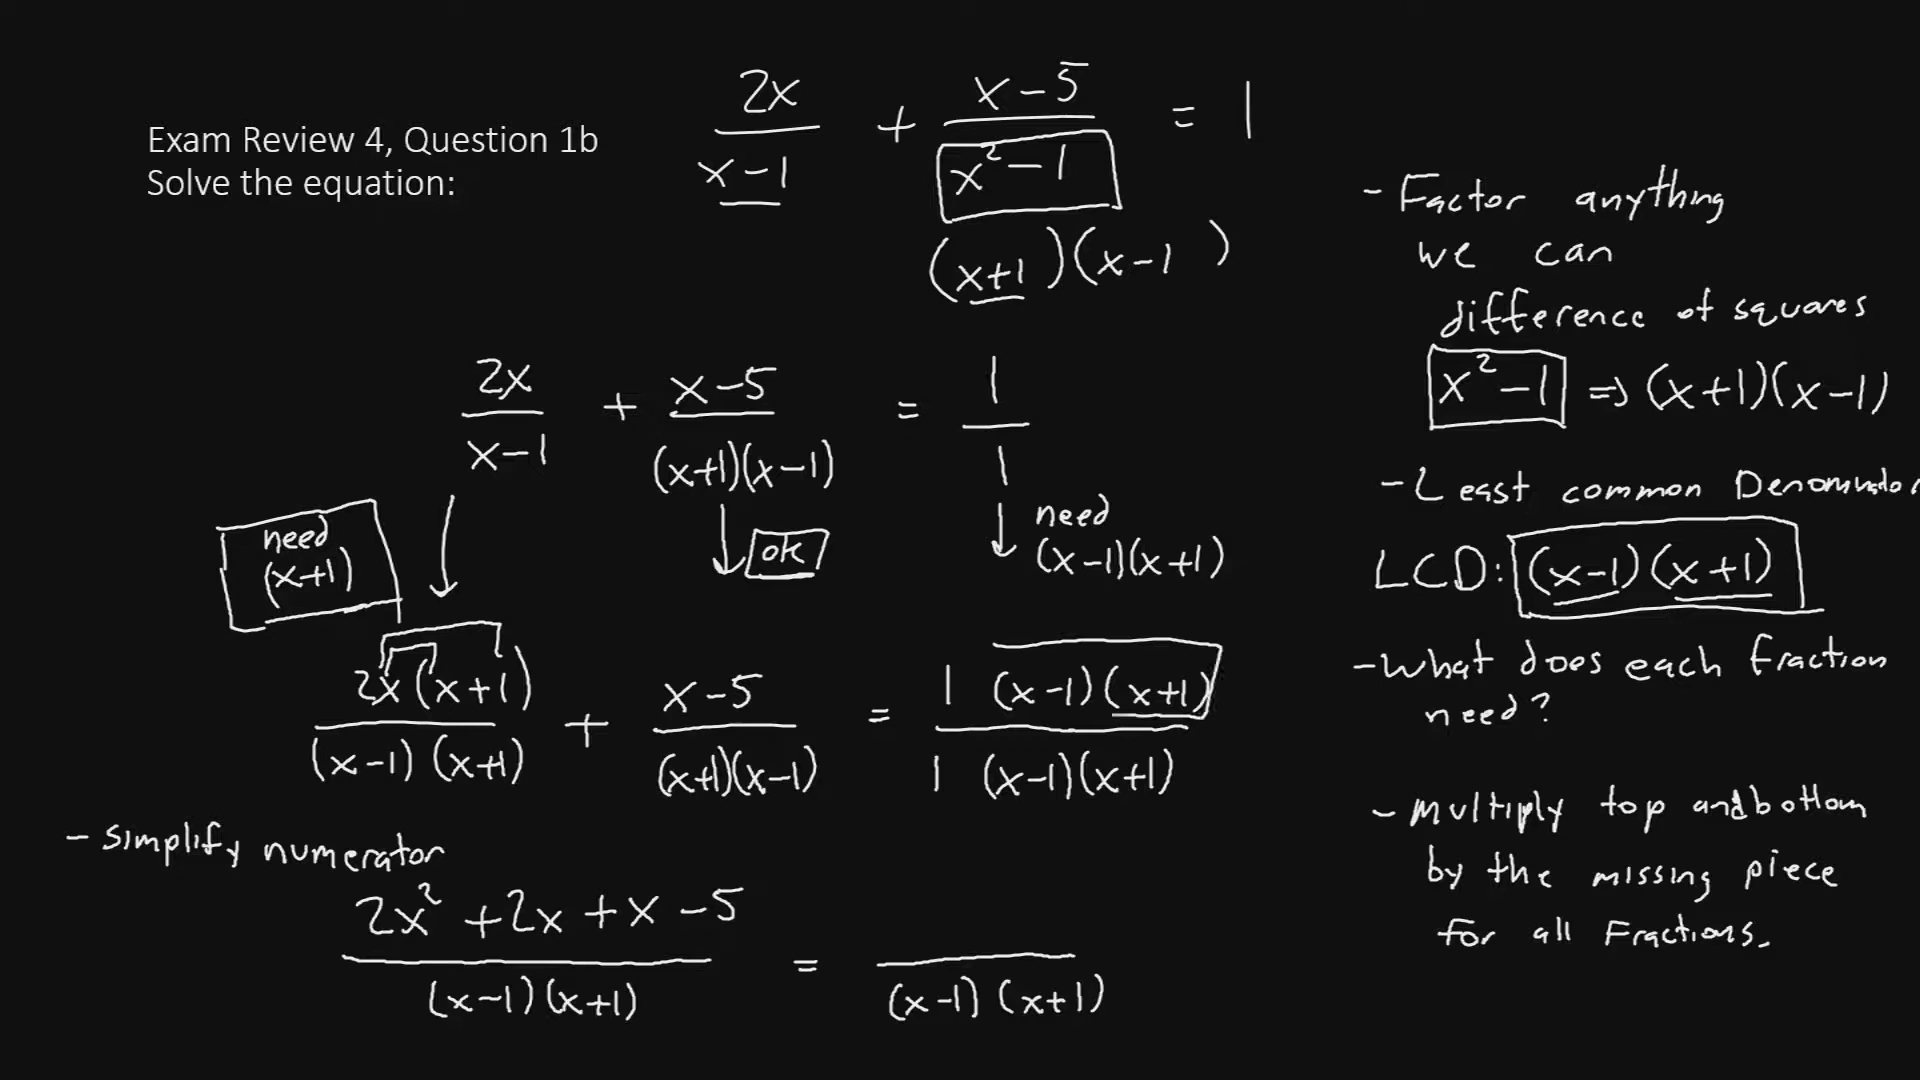 Exam Review 4, Question 1b
Solve the equation:
2x/(x-1) + (x-5)/(x²-1) = 1
(x+1)(x-1)
2x/(x-1) + (x-5)/((x+1)(x-1)) = 1/1
need
(x+1)
ok
need
(x-1)(x+1)
2x(x+1)/((x-1)(x+1)) + (x-5)/((x+1)(x-1)) = 1 (x-1)(x+1)/(1 (x-1)(x+1))
- simplify numerator
(2x² + 2x + x - 5)/((x-1)(x+1)) = /((x-1)(x+1))
- Factor anything
we can
difference of squares
x² - 1 ⇒ (x+1)(x-1)
- Least common Denominator
LCD: (x-1)(x+1)
- What does each fraction
need?
- multiply top and bottom
by the missing piece
for all Fractions.